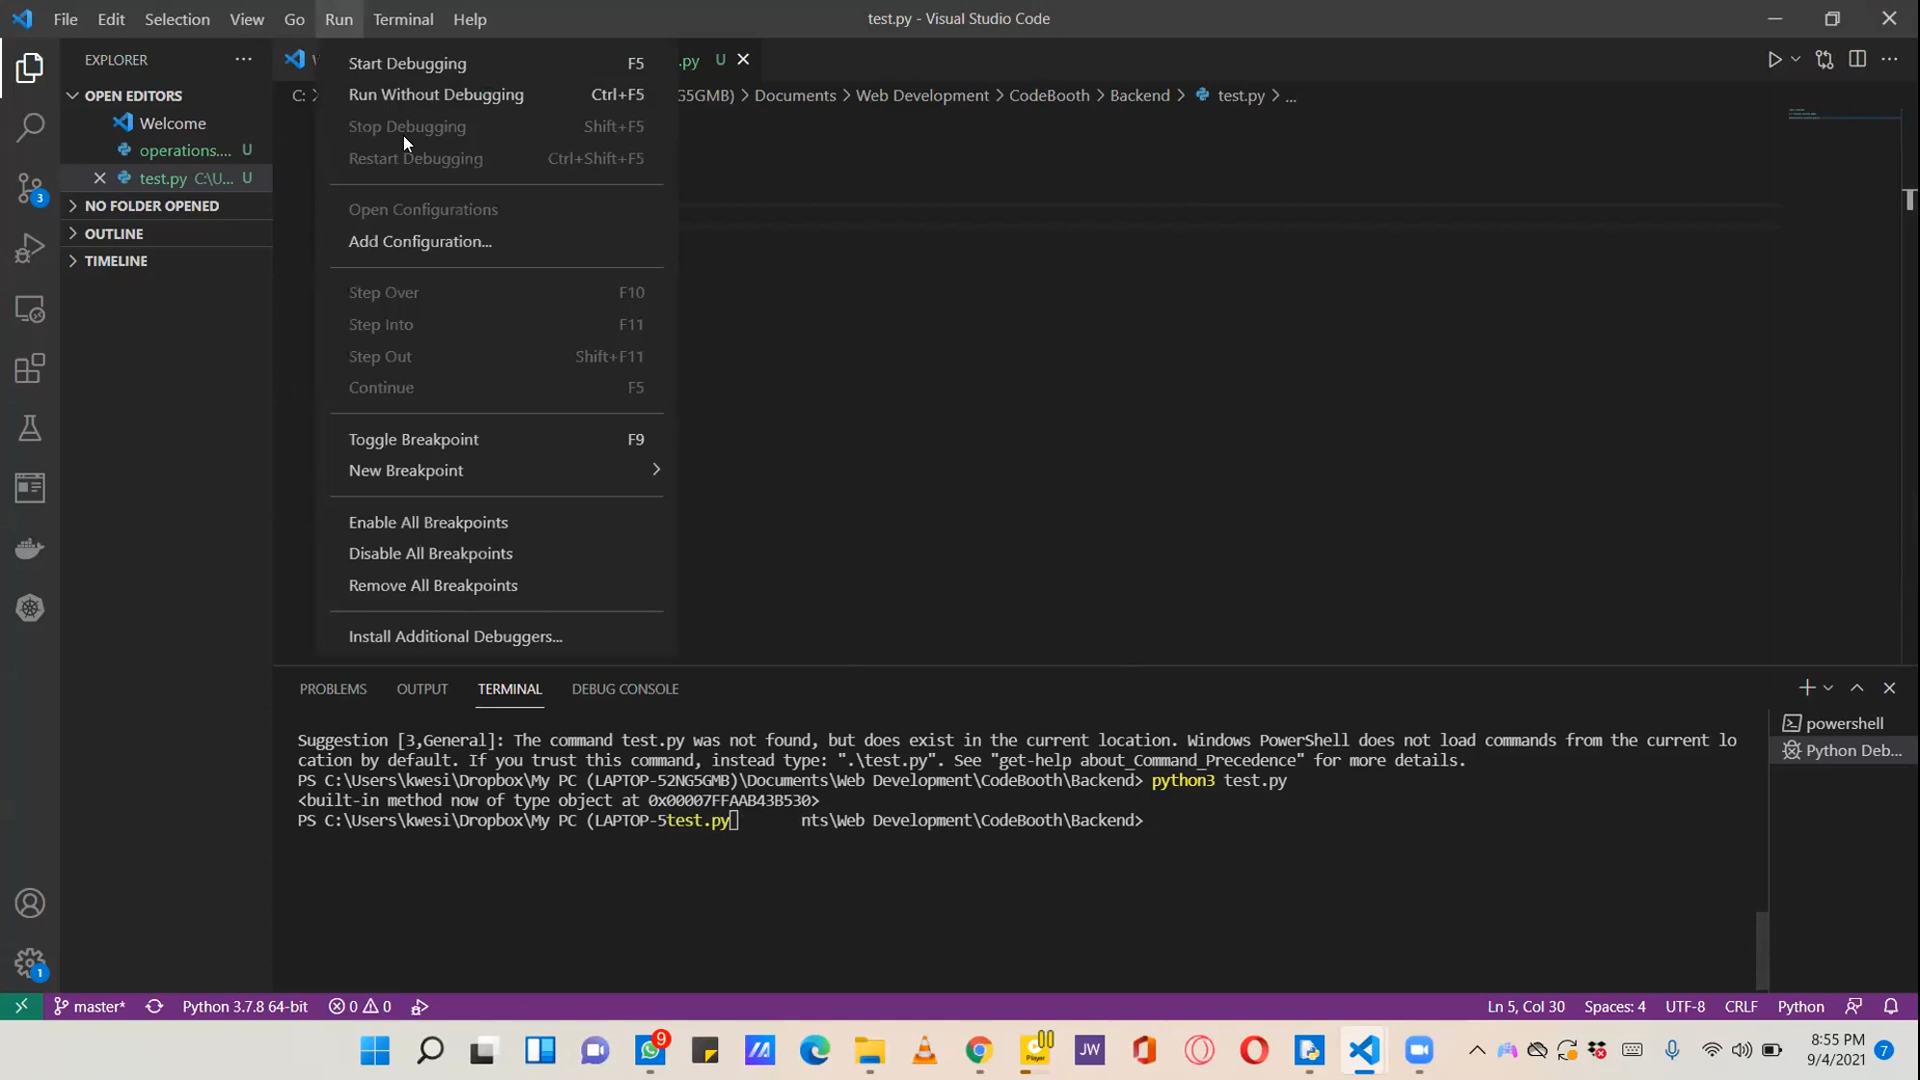 File Edit Selection View Go Run Terminal Help
test.py - Visual Studio Code
EXPLORER
OPEN EDITORS
Welcome
operations.... U
test.py C:\U... U
NO FOLDER OPENED
OUTLINE
TIMELINE
.py U
C: > G5GMB) > Documents > Web Development > CodeBooth > Backend > test.py > ...
Start Debugging F5
Run Without Debugging Ctrl+F5
Stop Debugging Shift+F5
Restart Debugging Ctrl+Shift+F5
Open Configurations
Add Configuration...
Step Over F10
Step Into F11
Step Out Shift+F11
Continue F5
Toggle Breakpoint F9
New Breakpoint
Enable All Breakpoints
Disable All Breakpoints
Remove All Breakpoints
Install Additional Debuggers...
PROBLEMS OUTPUT TERMINAL DEBUG CONSOLE
powershell
Python Deb...
Suggestion [3,General]: The command test.py was not found, but does exist in the current location. Windows PowerShell does not load commands from the current lo
cation by default. If you trust this command, instead type: ".\test.py". See "get-help about_Command_Precedence" for more details.
PS C:\Users\kwesi\Dropbox\My PC (LAPTOP-52NG5GMB)\Documents\Web Development\CodeBooth\Backend> python3 test.py
<built-in method now of type object at 0x00007FFAAB43B530>
PS C:\Users\kwesi\Dropbox\My PC (LAPTOP-5test.py nts\Web Development\CodeBooth\Backend>
3
1
master* Python 3.7.8 64-bit 0 0 Ln 5, Col 30 Spaces: 4 UTF-8 CRLF Python
9
Player
JW
8:55 PM
9/4/2021
7